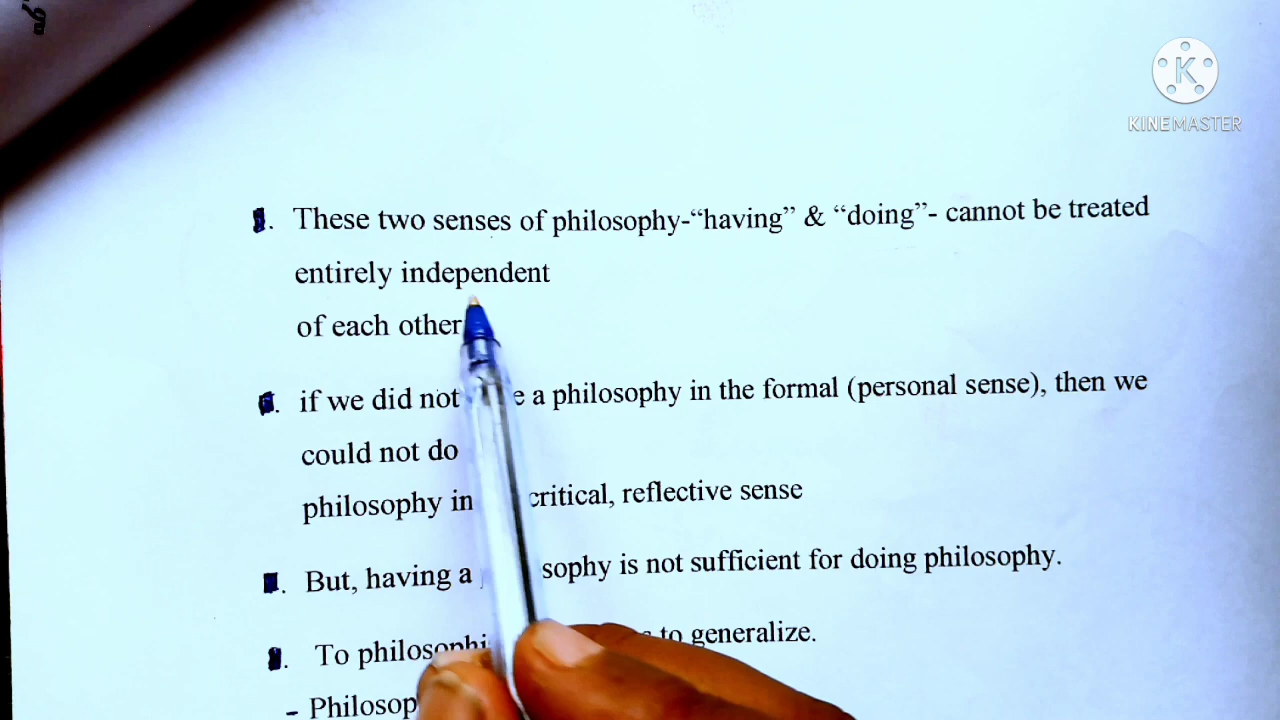 K
KINEMASTER
. These two senses of philosophy-“having” & “doing”- cannot be treated
entirely independent
of each other
. if we did not a philosophy in the formal (personal sense), then we
could not do
philosophy in critical, reflective sense
. But, having a sophy is not sufficient for doing philosophy.
. To philosophi to generalize.
- Philosop